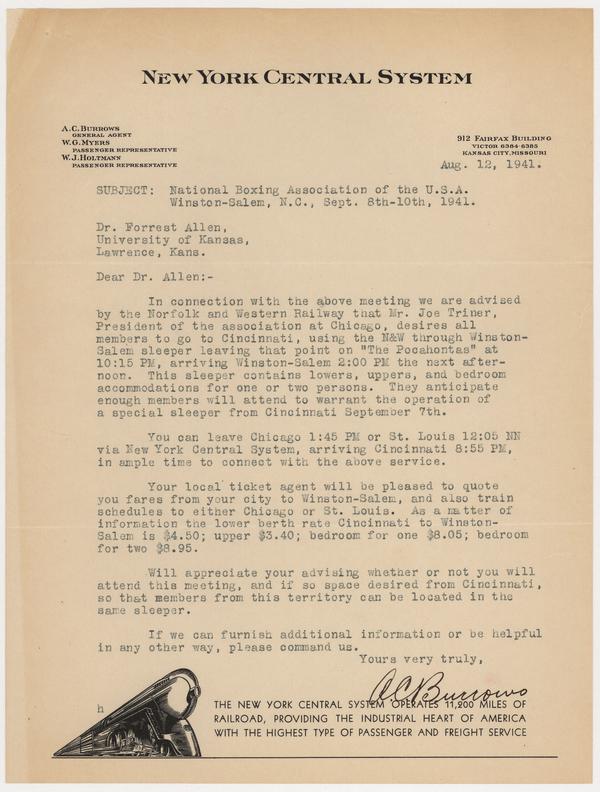 NEW YORK CENTRAL SYSTEM
A.C. BURROWS
GENERAL AGENT
W.G. MYERS
PASSENGER REPRESENTATIVE
W.J. HOLTMANN
PASSENGER REPRESENTATIVE
912 FAIRFAX BUILDING
VICTOR 6384-6385
KANSAS CITY, MISSOURI
Aug. 12, 1941.
SUBJECT: National Boxing Association of the U.S.A.
Winston-Salem, N.C., Sept. 8th-10th, 1941.
Dr. Forrest Allen,
University of Kansas,
Lawrence, Kans.
Dear Dr. Allen:-
In connection with the above meeting we are advised
by the Norfolk and Western Railway that Mr. Joe Triner,
President of the association at Chicago, desires all
members to go to Cincinnati, using the N&W through Winston-
Salem sleeper leaving that point on "The Pocahontas" at
10:15 PM, arriving Winston-Salem 2:00 PM the next after-
noon. This sleeper contains lowers, uppers, and bedroom
accommodations for one or two persons. They anticipate
enough members will attend to warrant the operation of
a special sleeper from Cincinnati September 7th.
You can leave Chicago 1:45 PM or St. Louis 12:05 NN
via New York Central System, arriving Cincinnati 8:55 PM,
in ample time to connect with the above service.
Your local ticket agent will be pleased to quote
you fares from your city to Winston-Salem, and also train
schedules to either Chicago or St. Louis. As a matter of
information the lower berth rate Cincinnati to Winston-
Salem is $4.50; upper $3.40; bedroom for one $8.05; bedroom
for two $8.95.
Will appreciate your advising whether or not you will
attend this meeting, and if so space desired from Cincinnati,
so that members from this territory can be located in the
same sleeper.
If we can furnish additional information or be helpful
in any other way, please command us.
Yours very truly,
A C Burrows
h
THE NEW YORK CENTRAL SYSTEM OPERATES 11,200 MILES OF
RAILROAD, PROVIDING THE INDUSTRIAL HEART OF AMERICA
WITH THE HIGHEST TYPE OF PASSENGER AND FREIGHT SERVICE